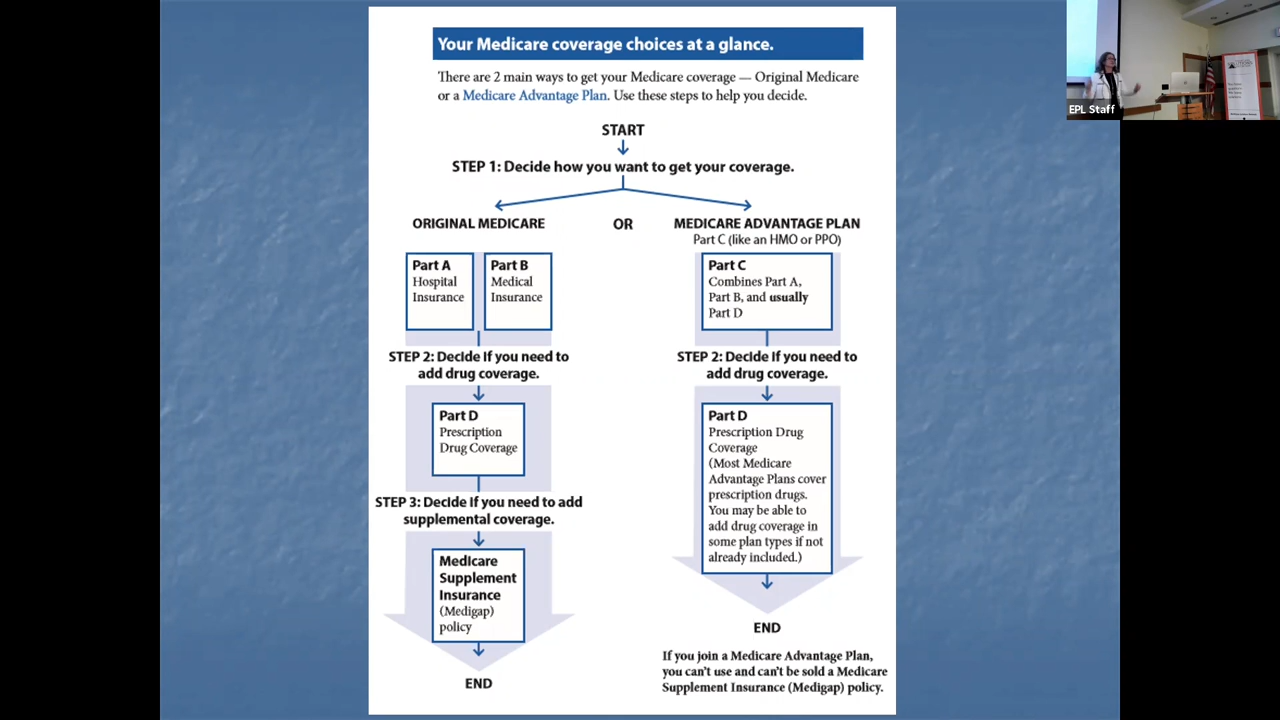 Your Medicare coverage choices at a glance.
There are 2 main ways to get your Medicare coverage — Original Medicare
or a Medicare Advantage Plan. Use these steps to help you decide.
START
STEP 1: Decide how you want to get your coverage.
ORIGINAL MEDICARE
OR
MEDICARE ADVANTAGE PLAN
Part C (like an HMO or PPO)
Part A
Hospital
Insurance
Part B
Medical
Insurance
Part C
Combines Part A,
Part B, and usually
Part D
STEP 2: Decide if you need to
add drug coverage.
STEP 2: Decide if you need to
add drug coverage.
Part D
Prescription
Drug Coverage
Part D
Prescription Drug
Coverage
(Most Medicare
Advantage Plans cover
prescription drugs.
You may be able to
add drug coverage in
some plan types if not
already included.)
STEP 3: Decide if you need to add
supplemental coverage.
Medicare
Supplement
Insurance
(Medigap)
policy
END
END
If you join a Medicare Advantage Plan,
you can't use and can't be sold a Medicare
Supplement Insurance (Medigap) policy.
EPL Staff